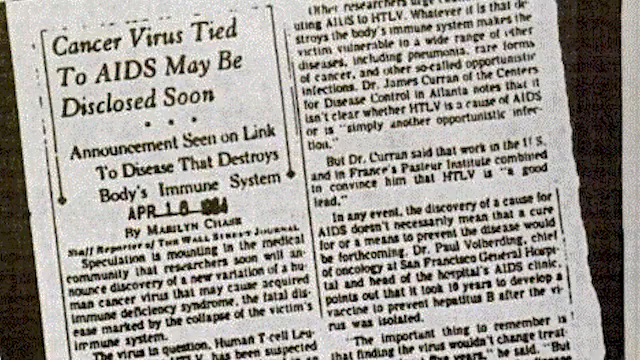 Cancer Virus Tied
To AIDS May Be
Disclosed Soon
• • •
Announcement Seen on Link
To Disease That Destroys
Body's Immune System
APR 1984
By MARILYN CHASE
Staff Reporter of THE WALL STREET JOURNAL
Speculation is mounting in the medical
community that researchers soon will an-
nounce discovery of a new variation of a hu-
man cancer virus that may cause acquired
immune deficiency syndrome, the fatal dis-
ease marked by the collapse of the victim's
immune system.
The virus in question, Human T-cell Leu-
HTLV, has been suspected
Other researchers urge
uting AIDS to HTLV. Whatever it is that de-
stroys the body's immune system makes the
victim vulnerable to a wide range of other
diseases, including pneumonia, rare forms
of cancer, and other so-called opportunistic
infections. Dr. James Curran of the Centers
for Disease Control in Atlanta notes that it
isn't clear whether HTLV is a cause of AIDS
or is "simply another opportunistic infec-
tion."
But Dr. Curran said that work in the U.S.
and in France's Pasteur Institute combined
to convince him that HTLV is "a good
lead."
In any event, the discovery of a cause for
AIDS doesn't necessarily mean that a cure
for or a means to prevent the disease would
be forthcoming. Dr. Paul Volberding, chief
of oncology at San Francisco General Hospi-
tal and head of the hospital's AIDS clinic,
points out that it took 10 years to develop a
vaccine to prevent hepatitus B after the vi-
rus was isolated.
"The important thing to remember is
that finding the virus wouldn't change treat-
years," he said. "But